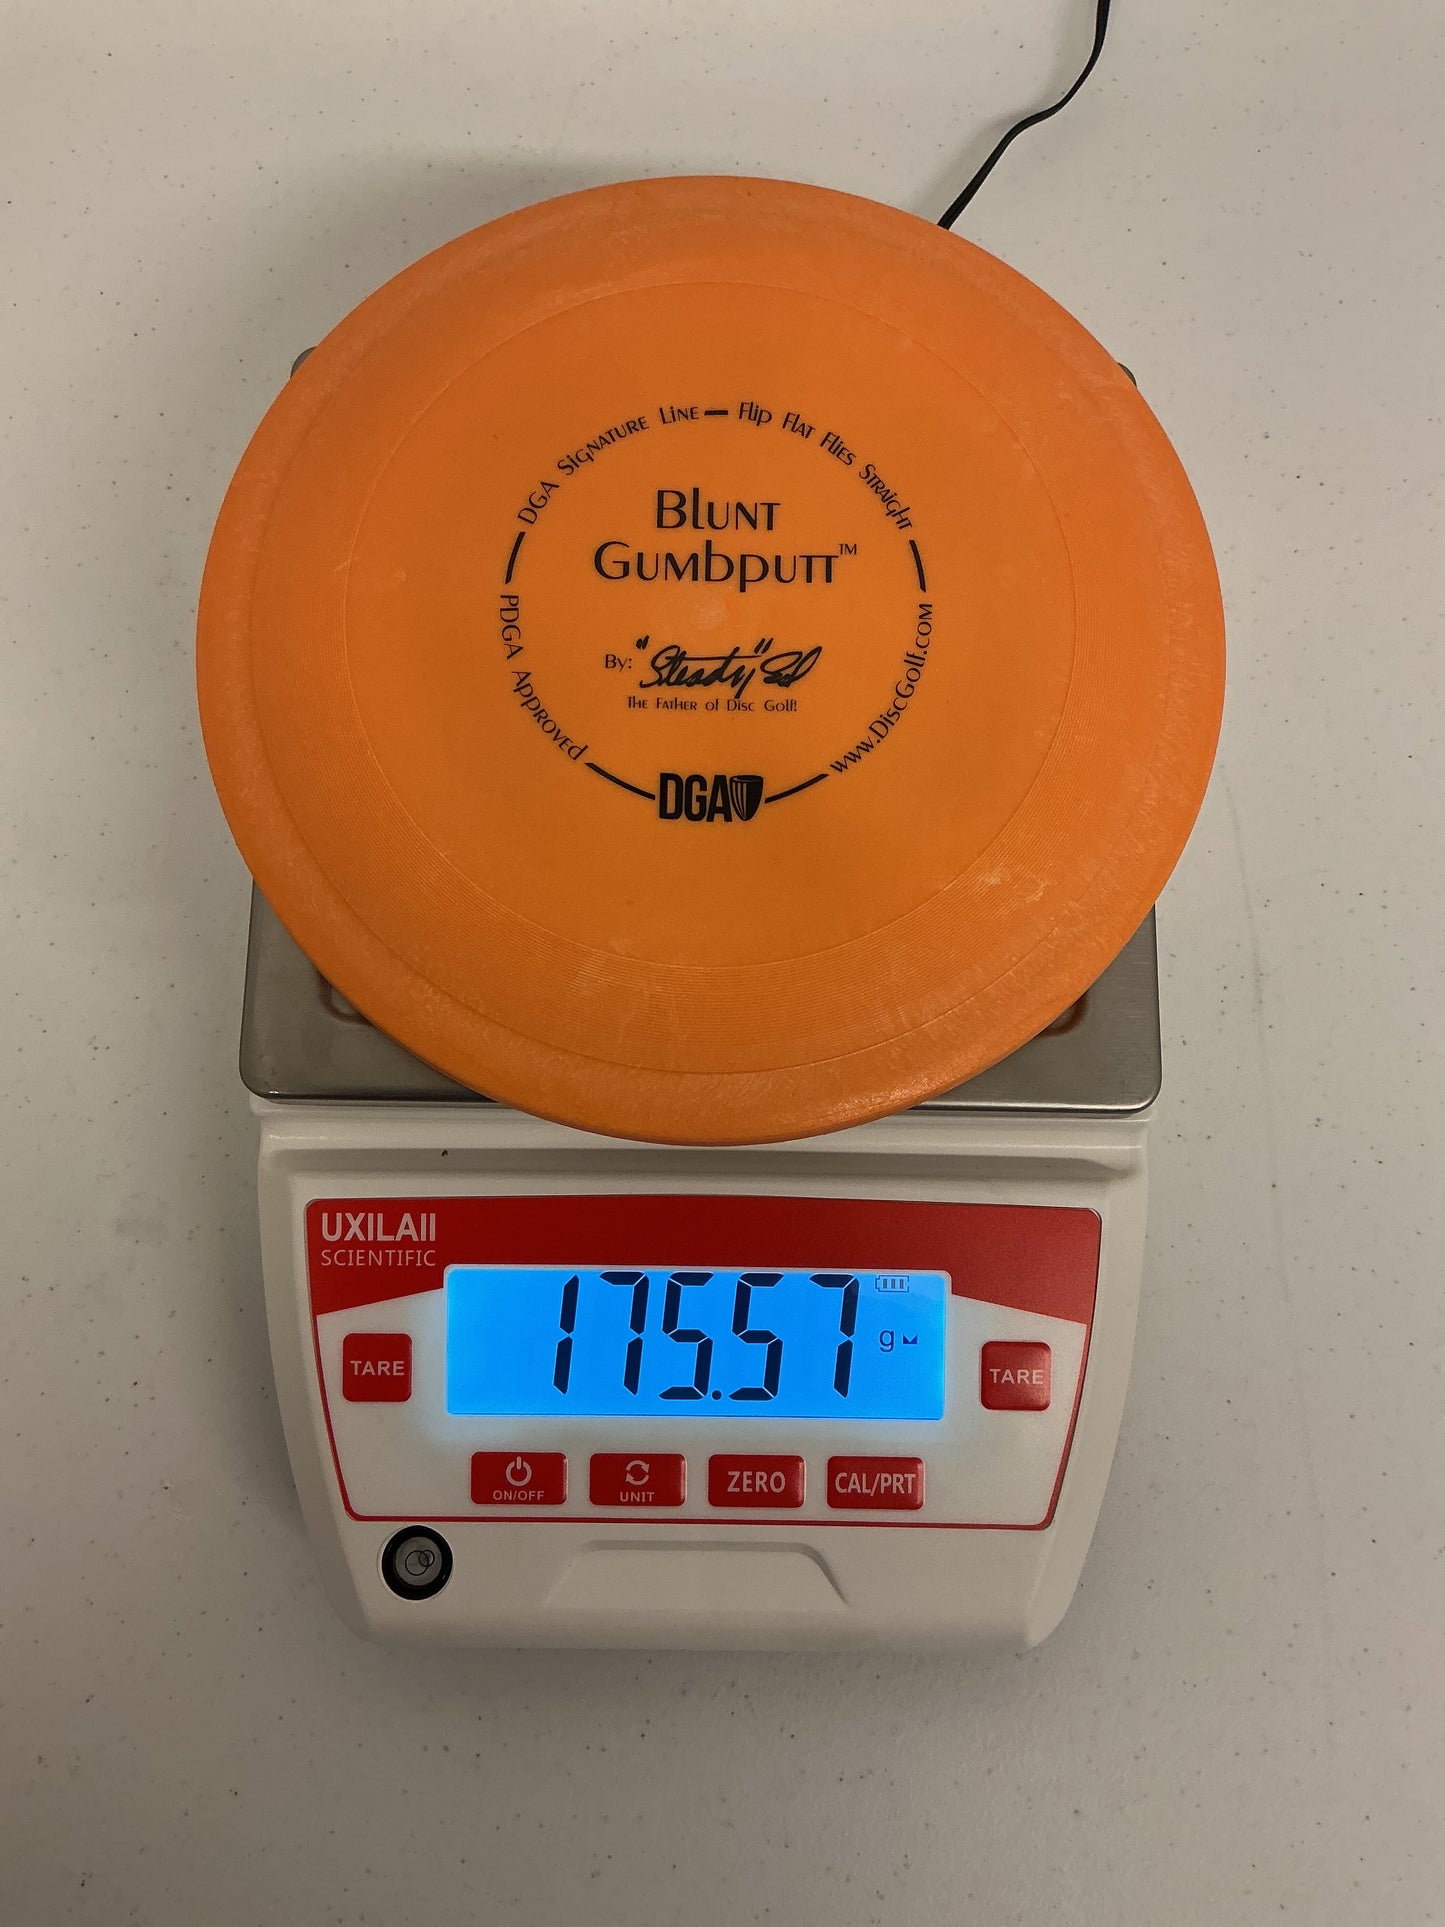 DGA Signature Line — Flip Flat Flies Straight
Blunt
Gumbputt™
By: "Steady" Ed
The Father of Disc Golf!
PDGA Approved
www.DiscGolf.com
DGA
UXILAII
SCIENTIFIC
175.57 g
TARE
TARE
ON/OFF
UNIT
ZERO
CAL/PRT